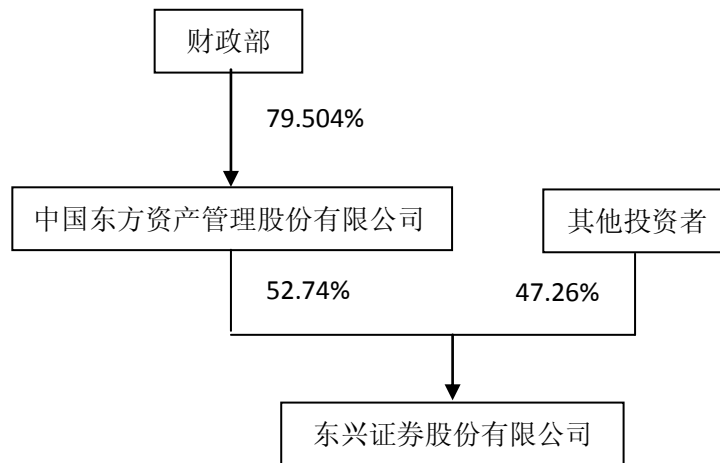 财政部
79.504%
中国东方资产管理股份有限公司
其他投资者
52.74%
47.26%
东兴证券股份有限公司